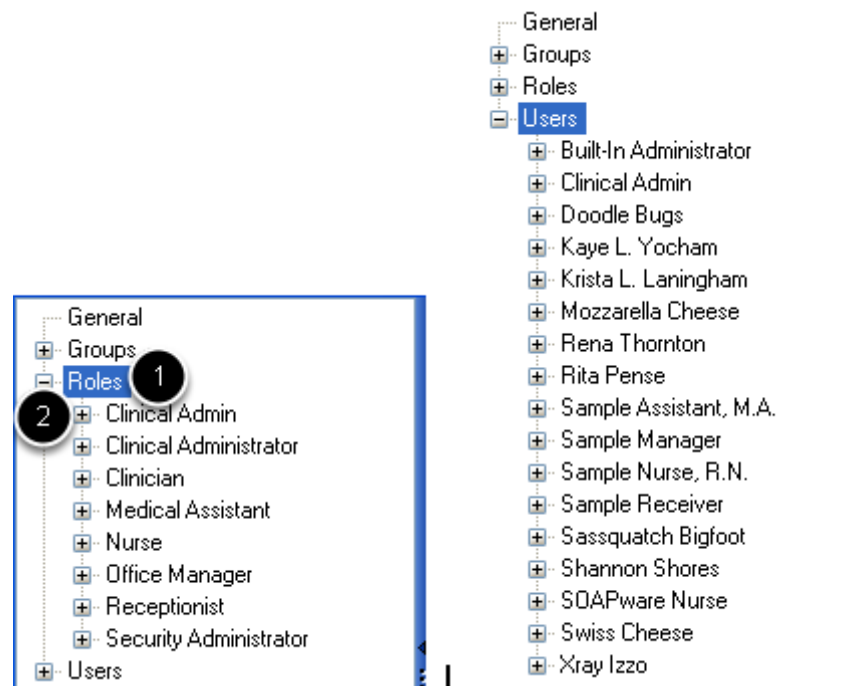 General
Groups
Roles
1
2
Clinical Admin
Clinical Administrator
Clinician
Medical Assistant
Nurse
Office Manager
Receptionist
Security Administrator
Users
General
Groups
Roles
Users
Built-In Administrator
Clinical Admin
Doodle Bugs
Kaye L. Yocham
Krista L. Laningham
Mozzarella Cheese
Rena Thornton
Rita Pense
Sample Assistant, M.A.
Sample Manager
Sample Nurse, R.N.
Sample Receiver
Sassquatch Bigfoot
Shannon Shores
SOAPware Nurse
Swiss Cheese
Xray Izzo